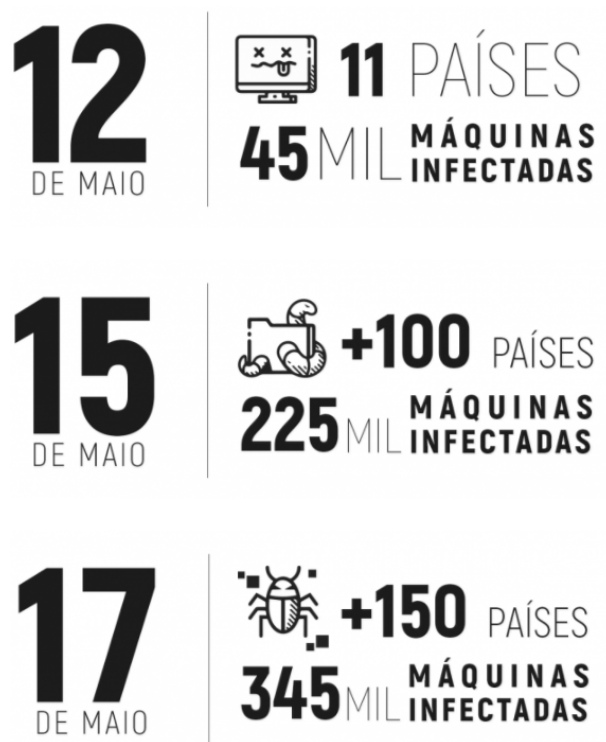 12
DE MAIO
11 PAÍSES
45 MIL MÁQUINAS
INFECTADAS
15
DE MAIO
+100 PAÍSES
225 MIL MÁQUINAS
INFECTADAS
17
DE MAIO
+150 PAÍSES
345 MIL MÁQUINAS
INFECTADAS